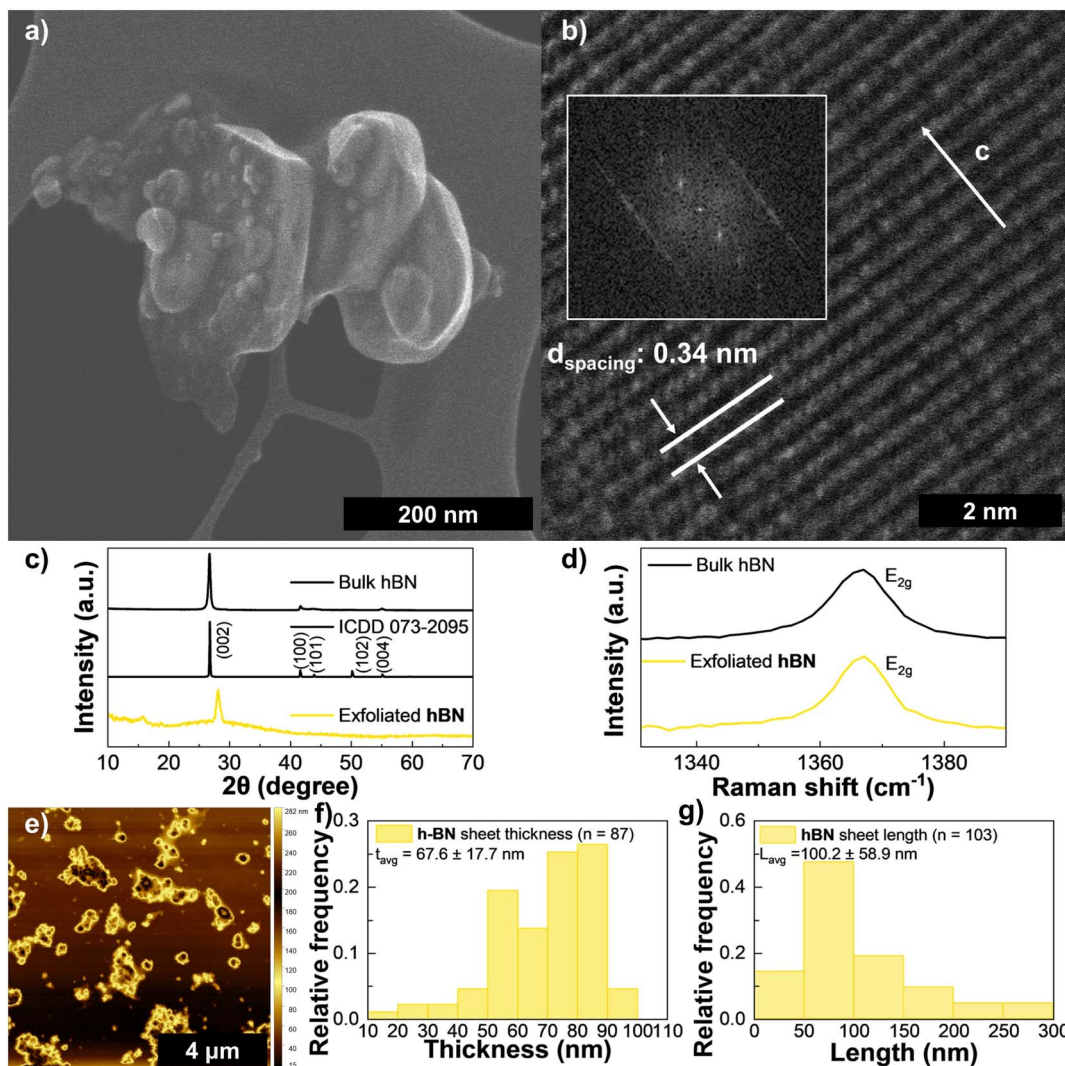 a)
200 nm
b)
c
dspacing: 0.34 nm
2 nm
c)
Intensity (a.u.)
Bulk hBN
ICDD 073-2095
(002)
(100)
(101)
(102)
(004)
Exfoliated hBN
10 20 30 40 50 60 70
2θ (degree)
d)
Intensity (a.u.)
Bulk hBN
E2g
Exfoliated hBN
E2g
1340 1360 1380
Raman shift (cm⁻¹)
e)
4 µm
282 nm
260
240
220
200
180
160
140
120
100
80
60
40
15
f)
Relative frequency
0.3
0.2
0.1
0.0
h-BN sheet thickness (n = 87)
tavg = 67.6 ± 17.7 nm
10 20 30 40 50 60 70 80 90 100 110
Thickness (nm)
g)
Relative frequency
0.6
0.4
0.2
0.0
hBN sheet length (n = 103)
Lavg =100.2 ± 58.9 nm
0 50 100 150 200 300
Length (nm)